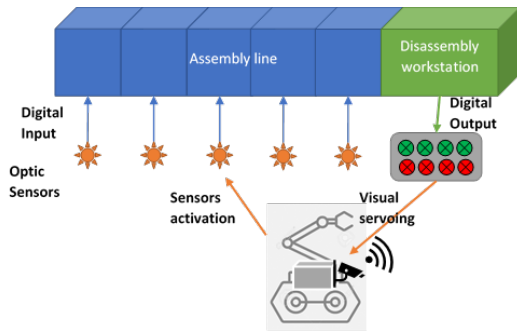 Assembly line
Disassembly
workstation
Digital
Input
Digital
Output
Optic
Sensors
Sensors
activation
Visual
servoing